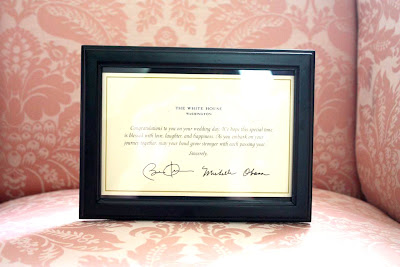 THE WHITE HOUSE
WASHINGTON
Congratulations to you on your wedding day. We hope this special time
is blessed with love, laughter, and happiness. As you embark on your
journey together, may your bond grow stronger with each passing year.
Sincerely,
Michelle Obama